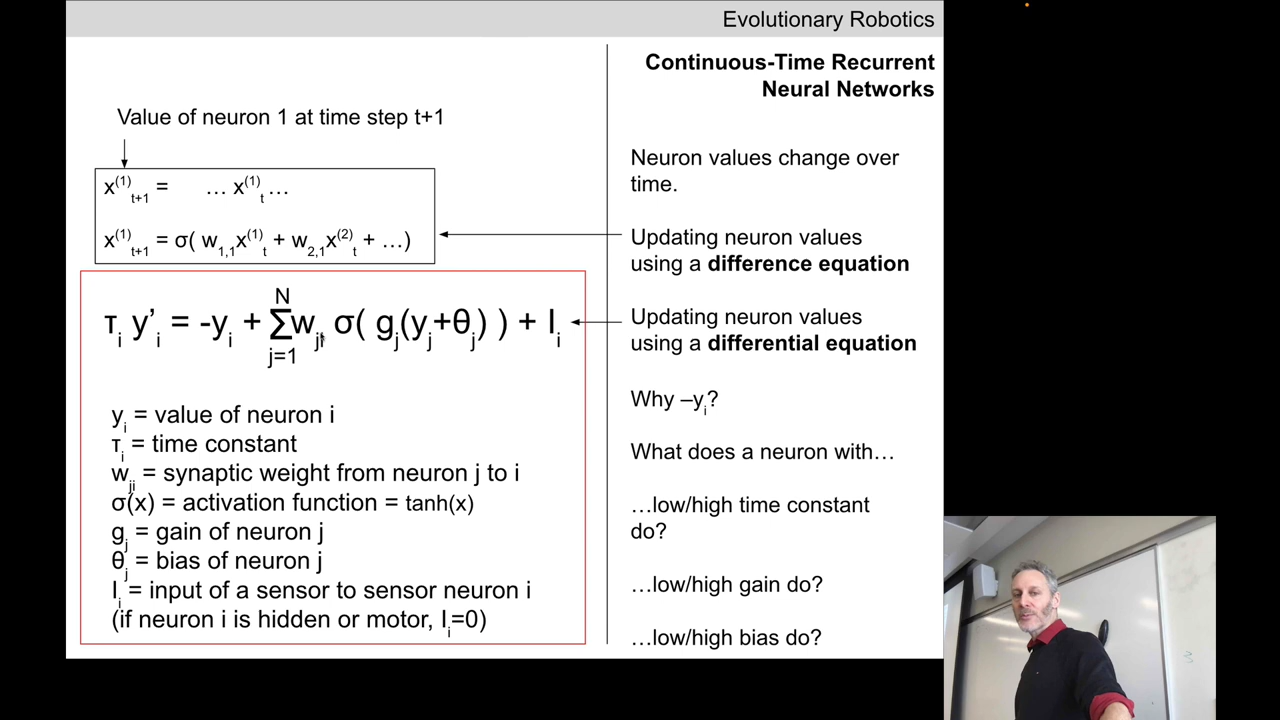 Evolutionary Robotics
Continuous-Time Recurrent
Neural Networks
Value of neuron 1 at time step t+1
x⁽¹⁾ₜ₊₁ = … x⁽¹⁾ₜ …
x⁽¹⁾ₜ₊₁ = σ( w₁,₁x⁽¹⁾ₜ + w₂,₁x⁽²⁾ₜ + …)
N
τᵢ y’ᵢ = -yᵢ + Σwⱼᵢ σ( gⱼ(yⱼ+θⱼ) ) + Iᵢ
j=1
yᵢ = value of neuron i
τᵢ = time constant
wⱼᵢ = synaptic weight from neuron j to i
σ(x) = activation function = tanh(x)
gⱼ = gain of neuron j
θⱼ = bias of neuron j
Iᵢ = input of a sensor to sensor neuron i
(if neuron i is hidden or motor, Iᵢ=0)
Neuron values change over
time.
Updating neuron values
using a difference equation
Updating neuron values
using a differential equation
Why –yᵢ?
What does a neuron with…
…low/high time constant
do?
…low/high gain do?
…low/high bias do?
3